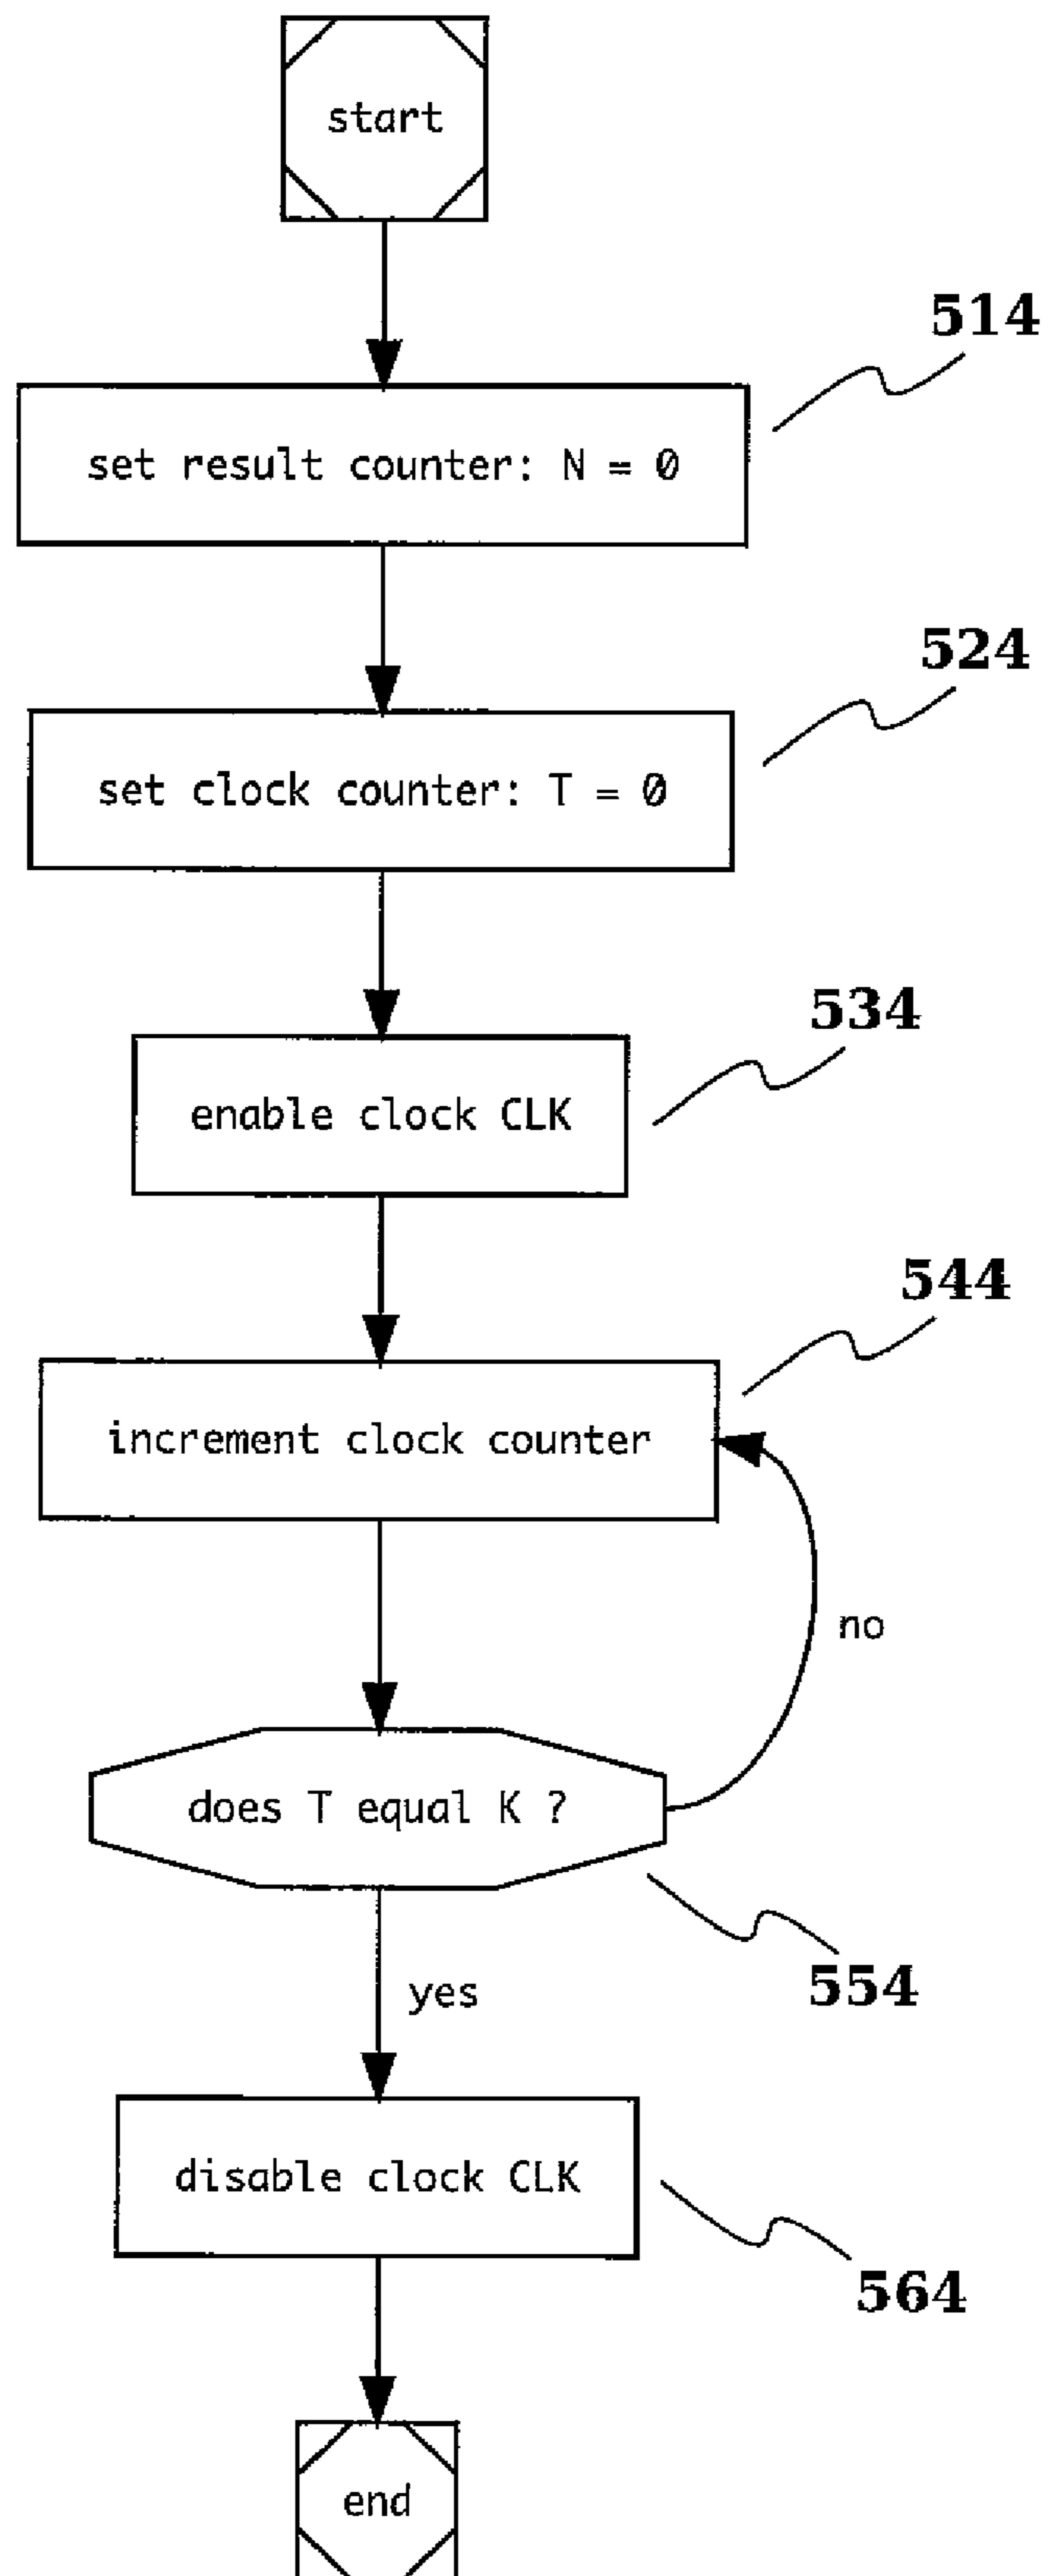 start
514
set result counter: N = 0
524
set clock counter: T = 0
534
enable clock CLK
544
increment clock counter
no
does T equal K ?
554
yes
disable clock CLK
564
end